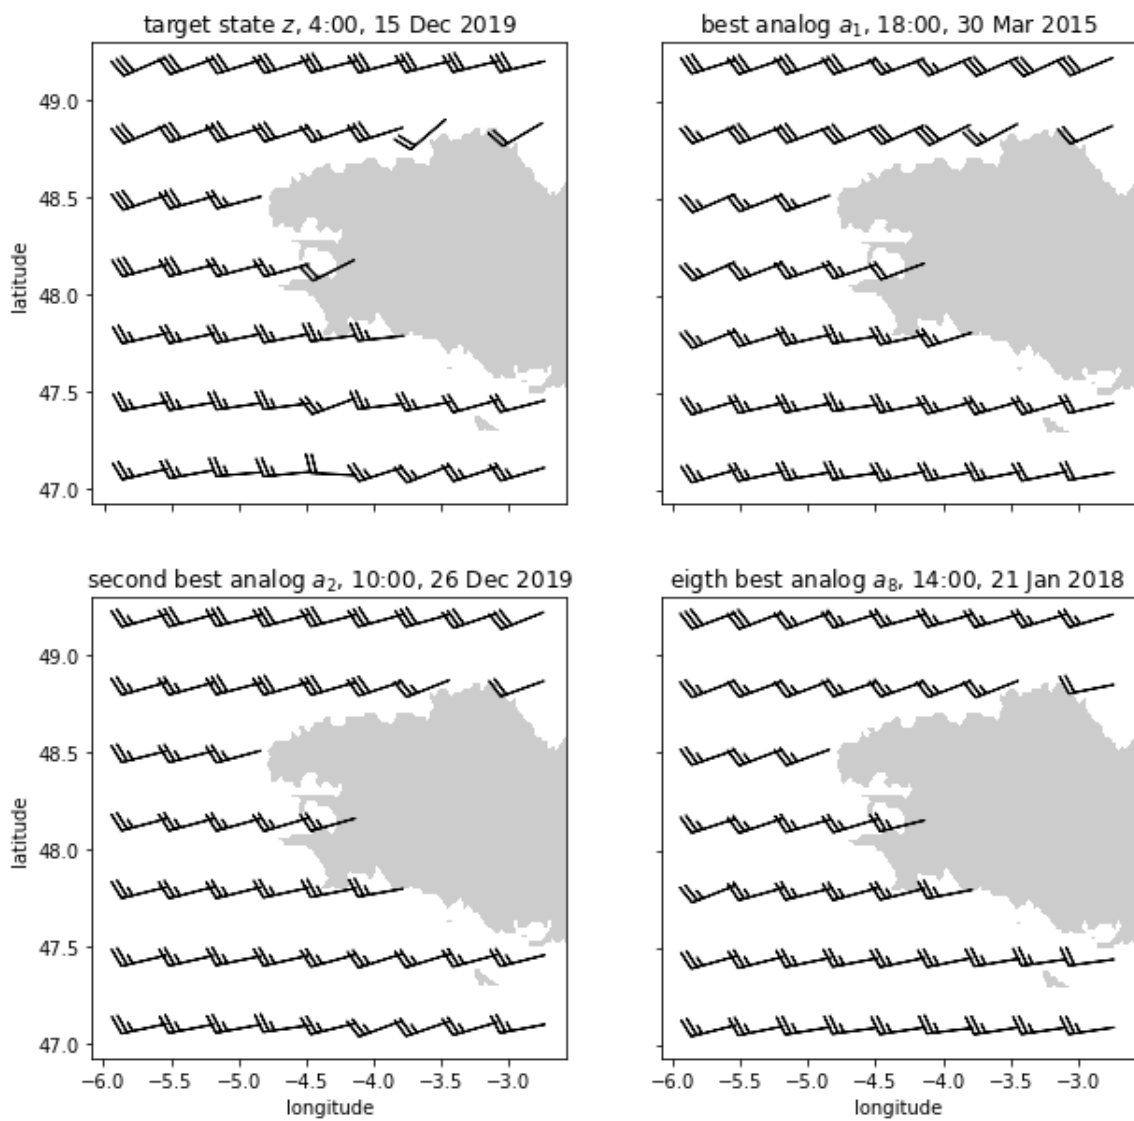 target state z, 4:00, 15 Dec 2019
best analog a₁, 18:00, 30 Mar 2015
49.0
48.5
48.0
47.5
47.0
latitude
second best analog a₂, 10:00, 26 Dec 2019
eigth best analog a₈, 14:00, 21 Jan 2018
49.0
48.5
48.0
47.5
47.0
latitude
−6.0 −5.5 −5.0 −4.5 −4.0 −3.5 −3.0
longitude
−6.0 −5.5 −5.0 −4.5 −4.0 −3.5 −3.0
longitude